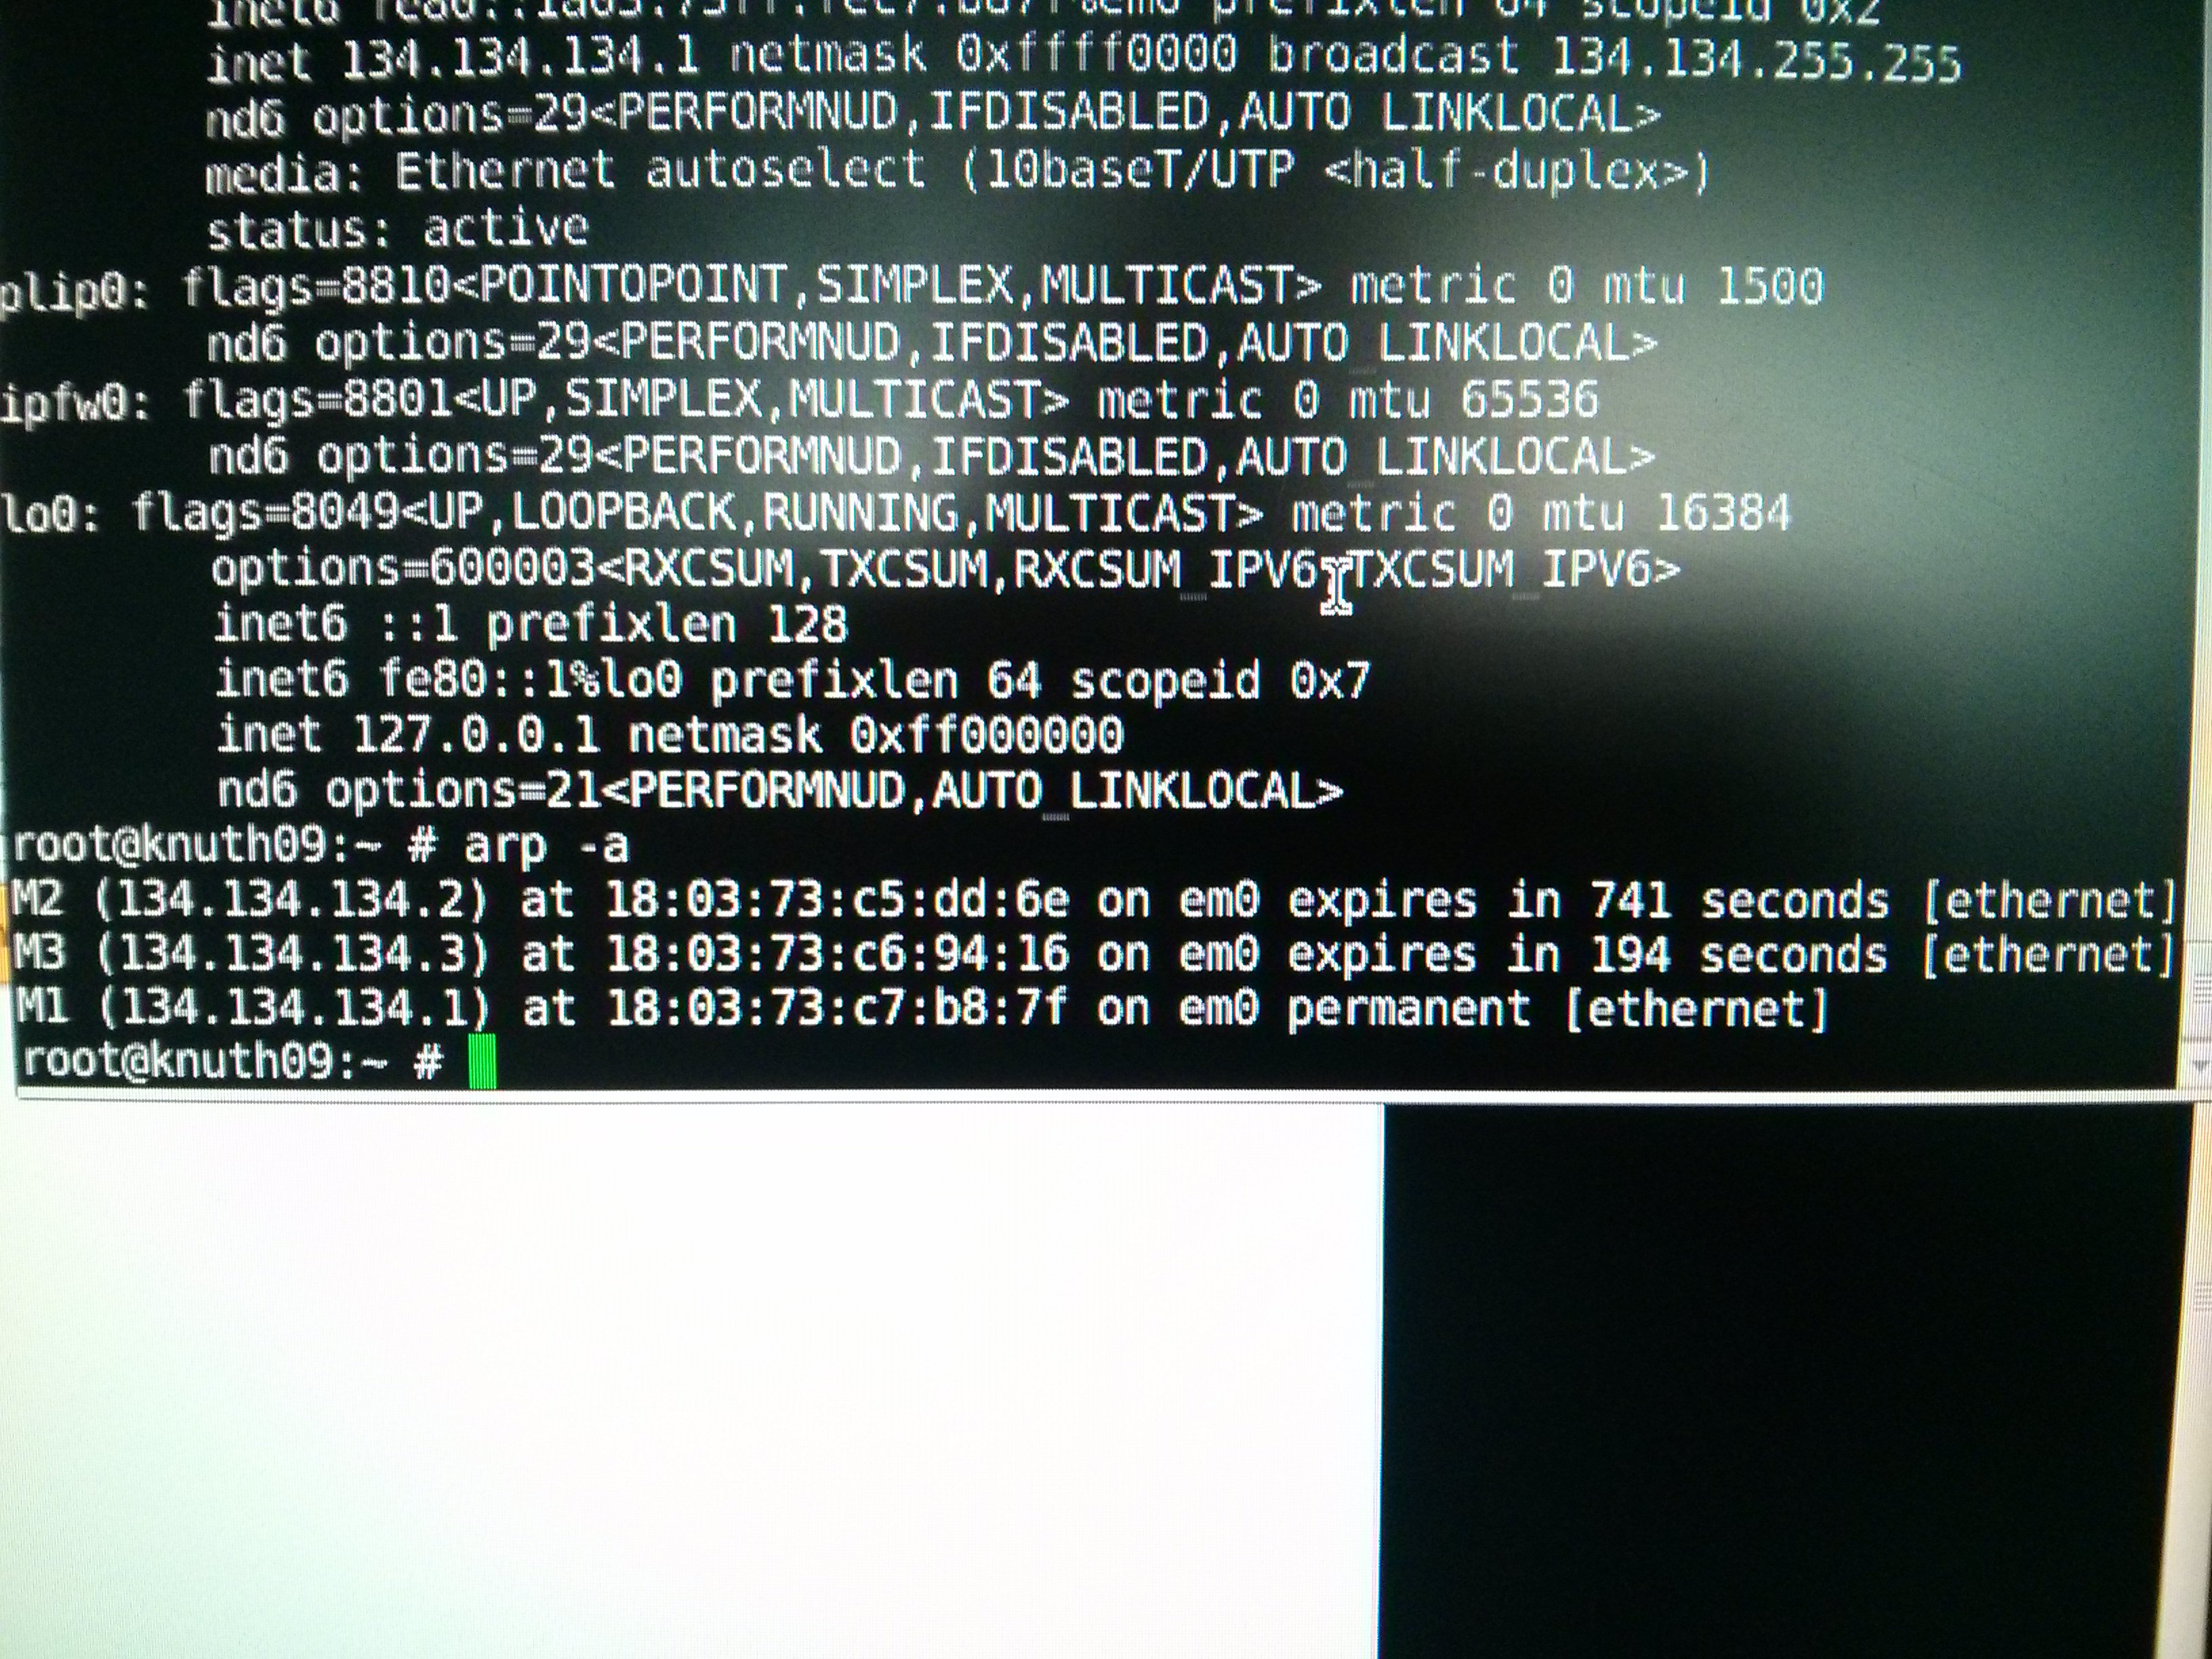 inet6 prefixlen 64 scopeid 0x2
inet 134.134.134.1 netmask 0xffff0000 broadcast 134.134.255.255
nd6 options=29<PERFORMNUD,IFDISABLED,AUTO_LINKLOCAL>
media: Ethernet autoselect (10baseT/UTP <half-duplex>)
status: active
plip0: flags=8810<POINTOPOINT,SIMPLEX,MULTICAST> metric 0 mtu 1500
nd6 options=29<PERFORMNUD,IFDISABLED,AUTO_LINKLOCAL>
ipfw0: flags=8801<UP,SIMPLEX,MULTICAST> metric 0 mtu 65536
nd6 options=29<PERFORMNUD,IFDISABLED,AUTO_LINKLOCAL>
lo0: flags=8049<UP,LOOPBACK,RUNNING,MULTICAST> metric 0 mtu 16384
options=600003<RXCSUM,TXCSUM,RXCSUM_IPV6,TXCSUM_IPV6>
inet6 ::1 prefixlen 128
inet6 fe80::1%lo0 prefixlen 64 scopeid 0x7
inet 127.0.0.1 netmask 0xff000000
nd6 options=21<PERFORMNUD,AUTO_LINKLOCAL>
root@knuth09:~ # arp -a
M2 (134.134.134.2) at 18:03:73:c5:dd:6e on em0 expires in 741 seconds [ethernet]
M3 (134.134.134.3) at 18:03:73:c6:94:16 on em0 expires in 194 seconds [ethernet]
M1 (134.134.134.1) at 18:03:73:c7:b8:7f on em0 permanent [ethernet]
root@knuth09:~ #